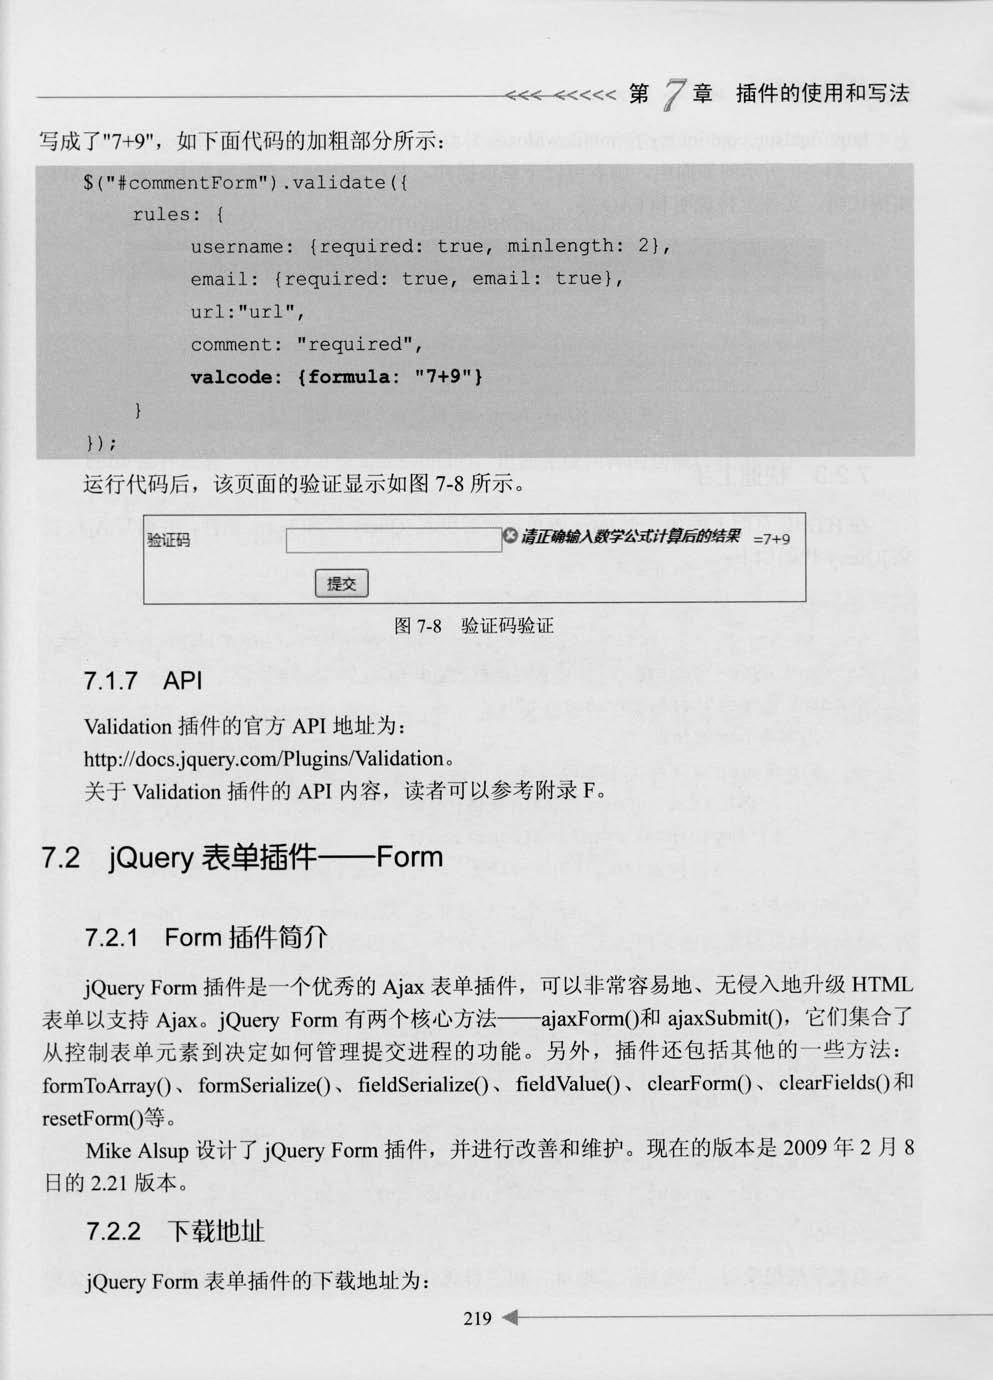 第7章 插件的使用和写法
写成了"7+9"，如下面代码的加粗部分所示：
$("#commentForm").validate({
    rules: {
        username: {required: true, minlength: 2},
        email: {required: true, email: true},
        url:"url",
        comment: "required",
        valcode: {formula: "7+9"}
    }
});
运行代码后，该页面的验证显示如图 7-8 所示。
验证码 请正确输入数学公式计算后的结果 =7+9
提交
图 7-8 验证码验证
7.1.7 API
Validation 插件的官方 API 地址为：
http://docs.jquery.com/Plugins/Validation。
关于 Validation 插件的 API 内容，读者可以参考附录 F。
7.2 jQuery 表单插件——Form
7.2.1 Form 插件简介
jQuery Form 插件是一个优秀的 Ajax 表单插件，可以非常容易地、无侵入地升级 HTML
表单以支持 Ajax。jQuery Form 有两个核心方法——ajaxForm()和 ajaxSubmit()，它们集合了
从控制表单元素到决定如何管理提交进程的功能。另外，插件还包括其他的一些方法：
formToArray()、formSerialize()、fieldSerialize()、fieldValue()、clearForm()、clearFields()和
resetForm()等。
Mike Alsup 设计了 jQuery Form 插件，并进行改善和维护。现在的版本是 2009 年 2 月 8
日的 2.21 版本。
7.2.2 下载地址
jQuery Form 表单插件的下载地址为：
219